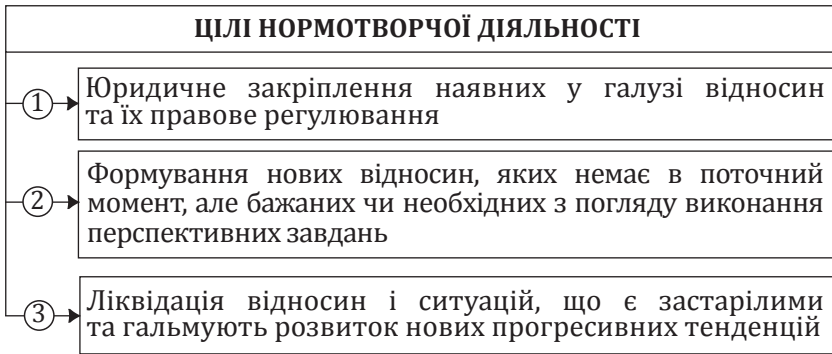 ЦІЛІ НОРМОТВОРЧОЇ ДІЯЛЬНОСТІ
1 Юридичне закріплення наявних у галузі відносин
та їх правове регулювання
2 Формування нових відносин, яких немає в поточний
момент, але бажаних чи необхідних з погляду виконання
перспективних завдань
3 Ліквідація відносин і ситуацій, що є застарілими
та гальмують розвиток нових прогресивних тенденцій